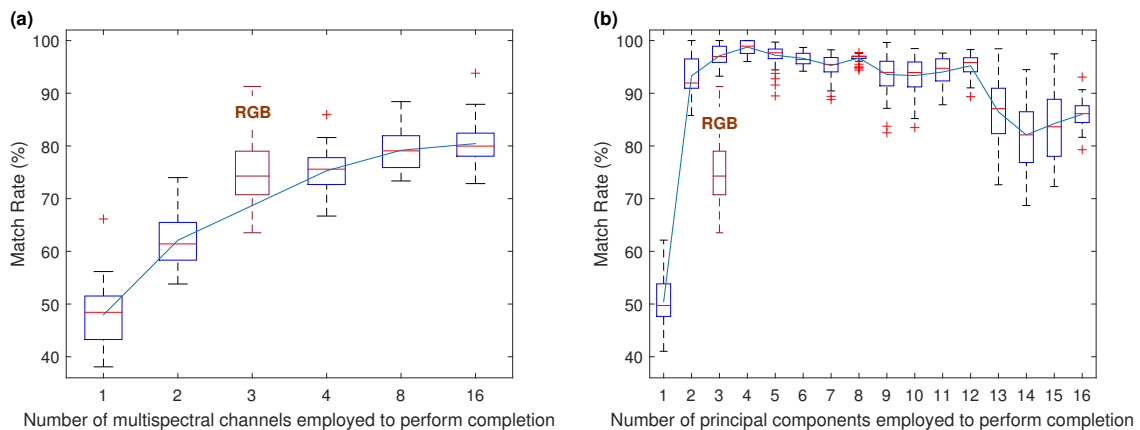 (a)
Match Rate (%)
100
90
80
70
60
50
40
RGB
1 2 3 4 8 16
Number of multispectral channels employed to perform completion
(b)
Match Rate (%)
100
90
80
70
60
50
40
RGB
1 2 3 4 5 6 7 8 9 10 11 12 13 14 15 16
Number of principal components employed to perform completion